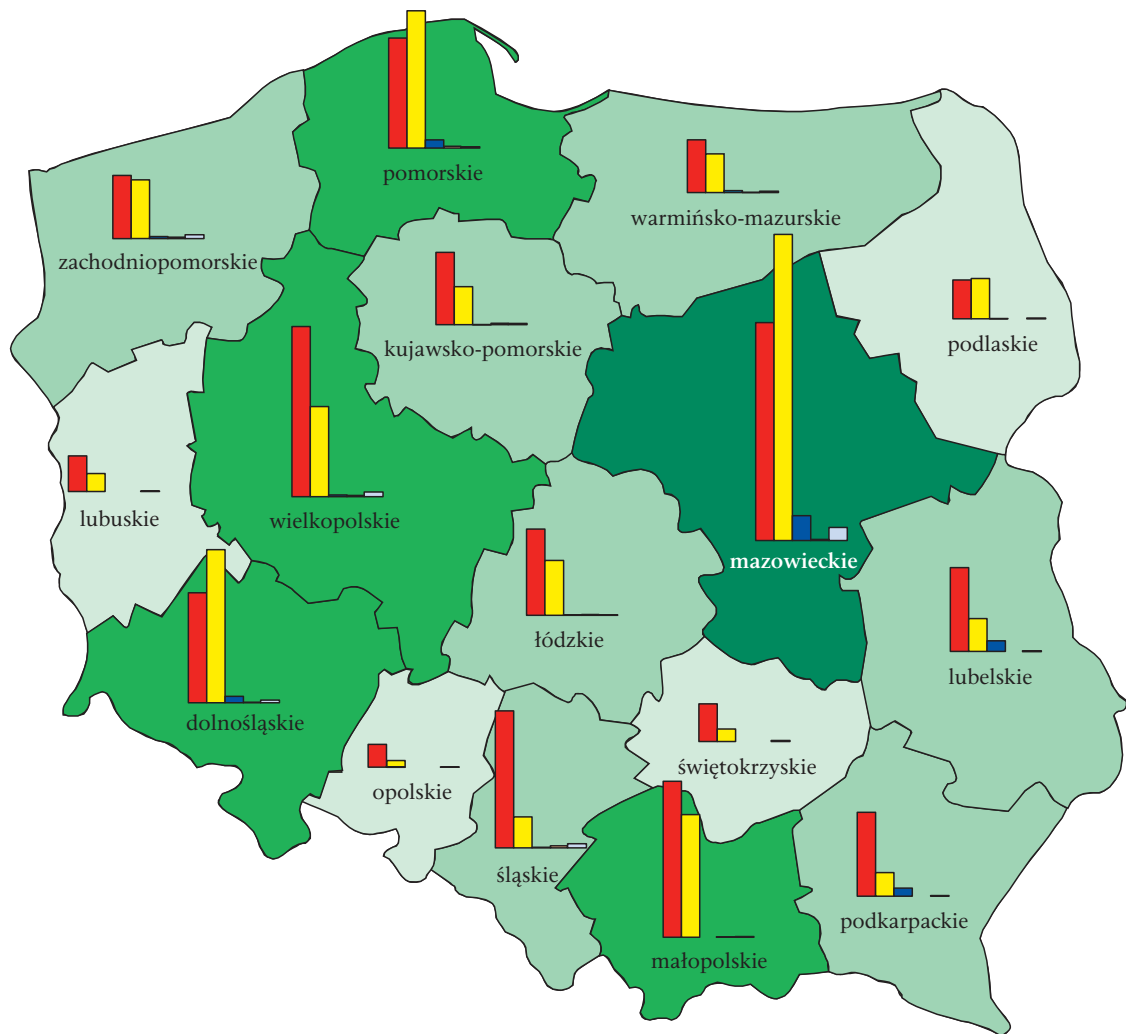 pomorskie
warmińsko-mazurskie
zachodniopomorskie
podlaskie
kujawsko-pomorskie
lubuskie
wielkopolskie
mazowieckie
łódzkie
lubelskie
dolnośląskie
świętokrzyskie
opolskie
śląskie
podkarpackie
małopolskie